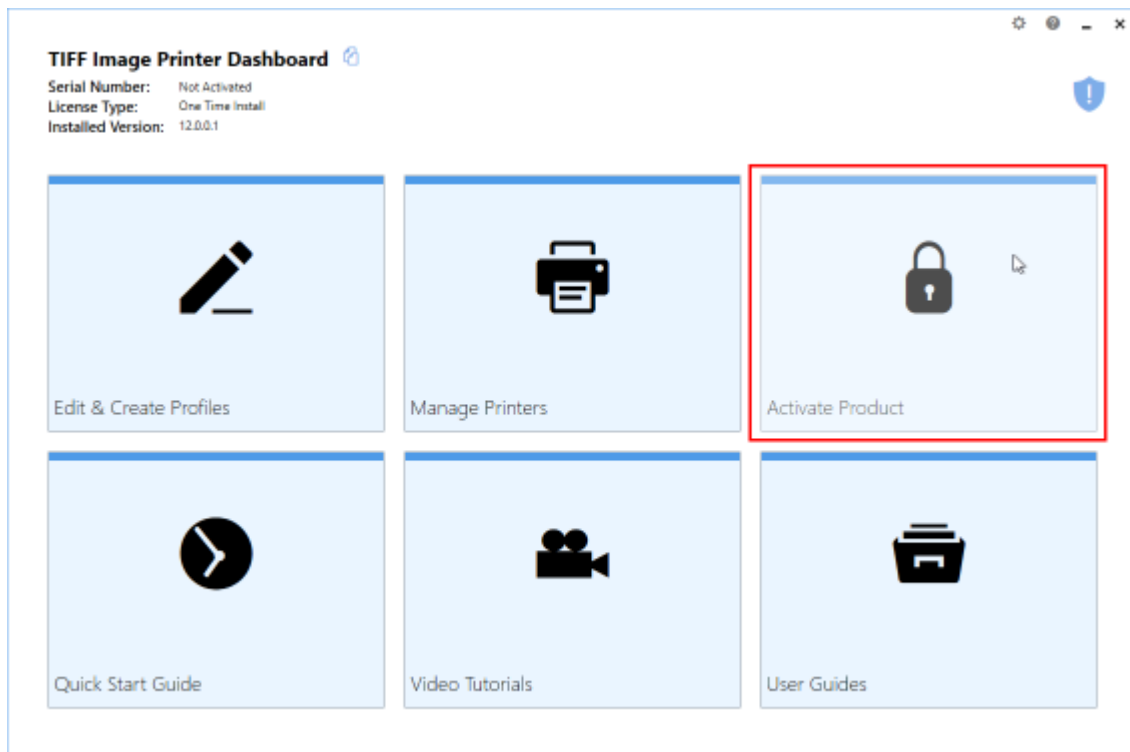 TIFF Image Printer Dashboard
Serial Number: Not Activated
License Type: One Time Install
Installed Version: 12.0.0.1
Edit & Create Profiles
Manage Printers
Activate Product
Quick Start Guide
Video Tutorials
User Guides